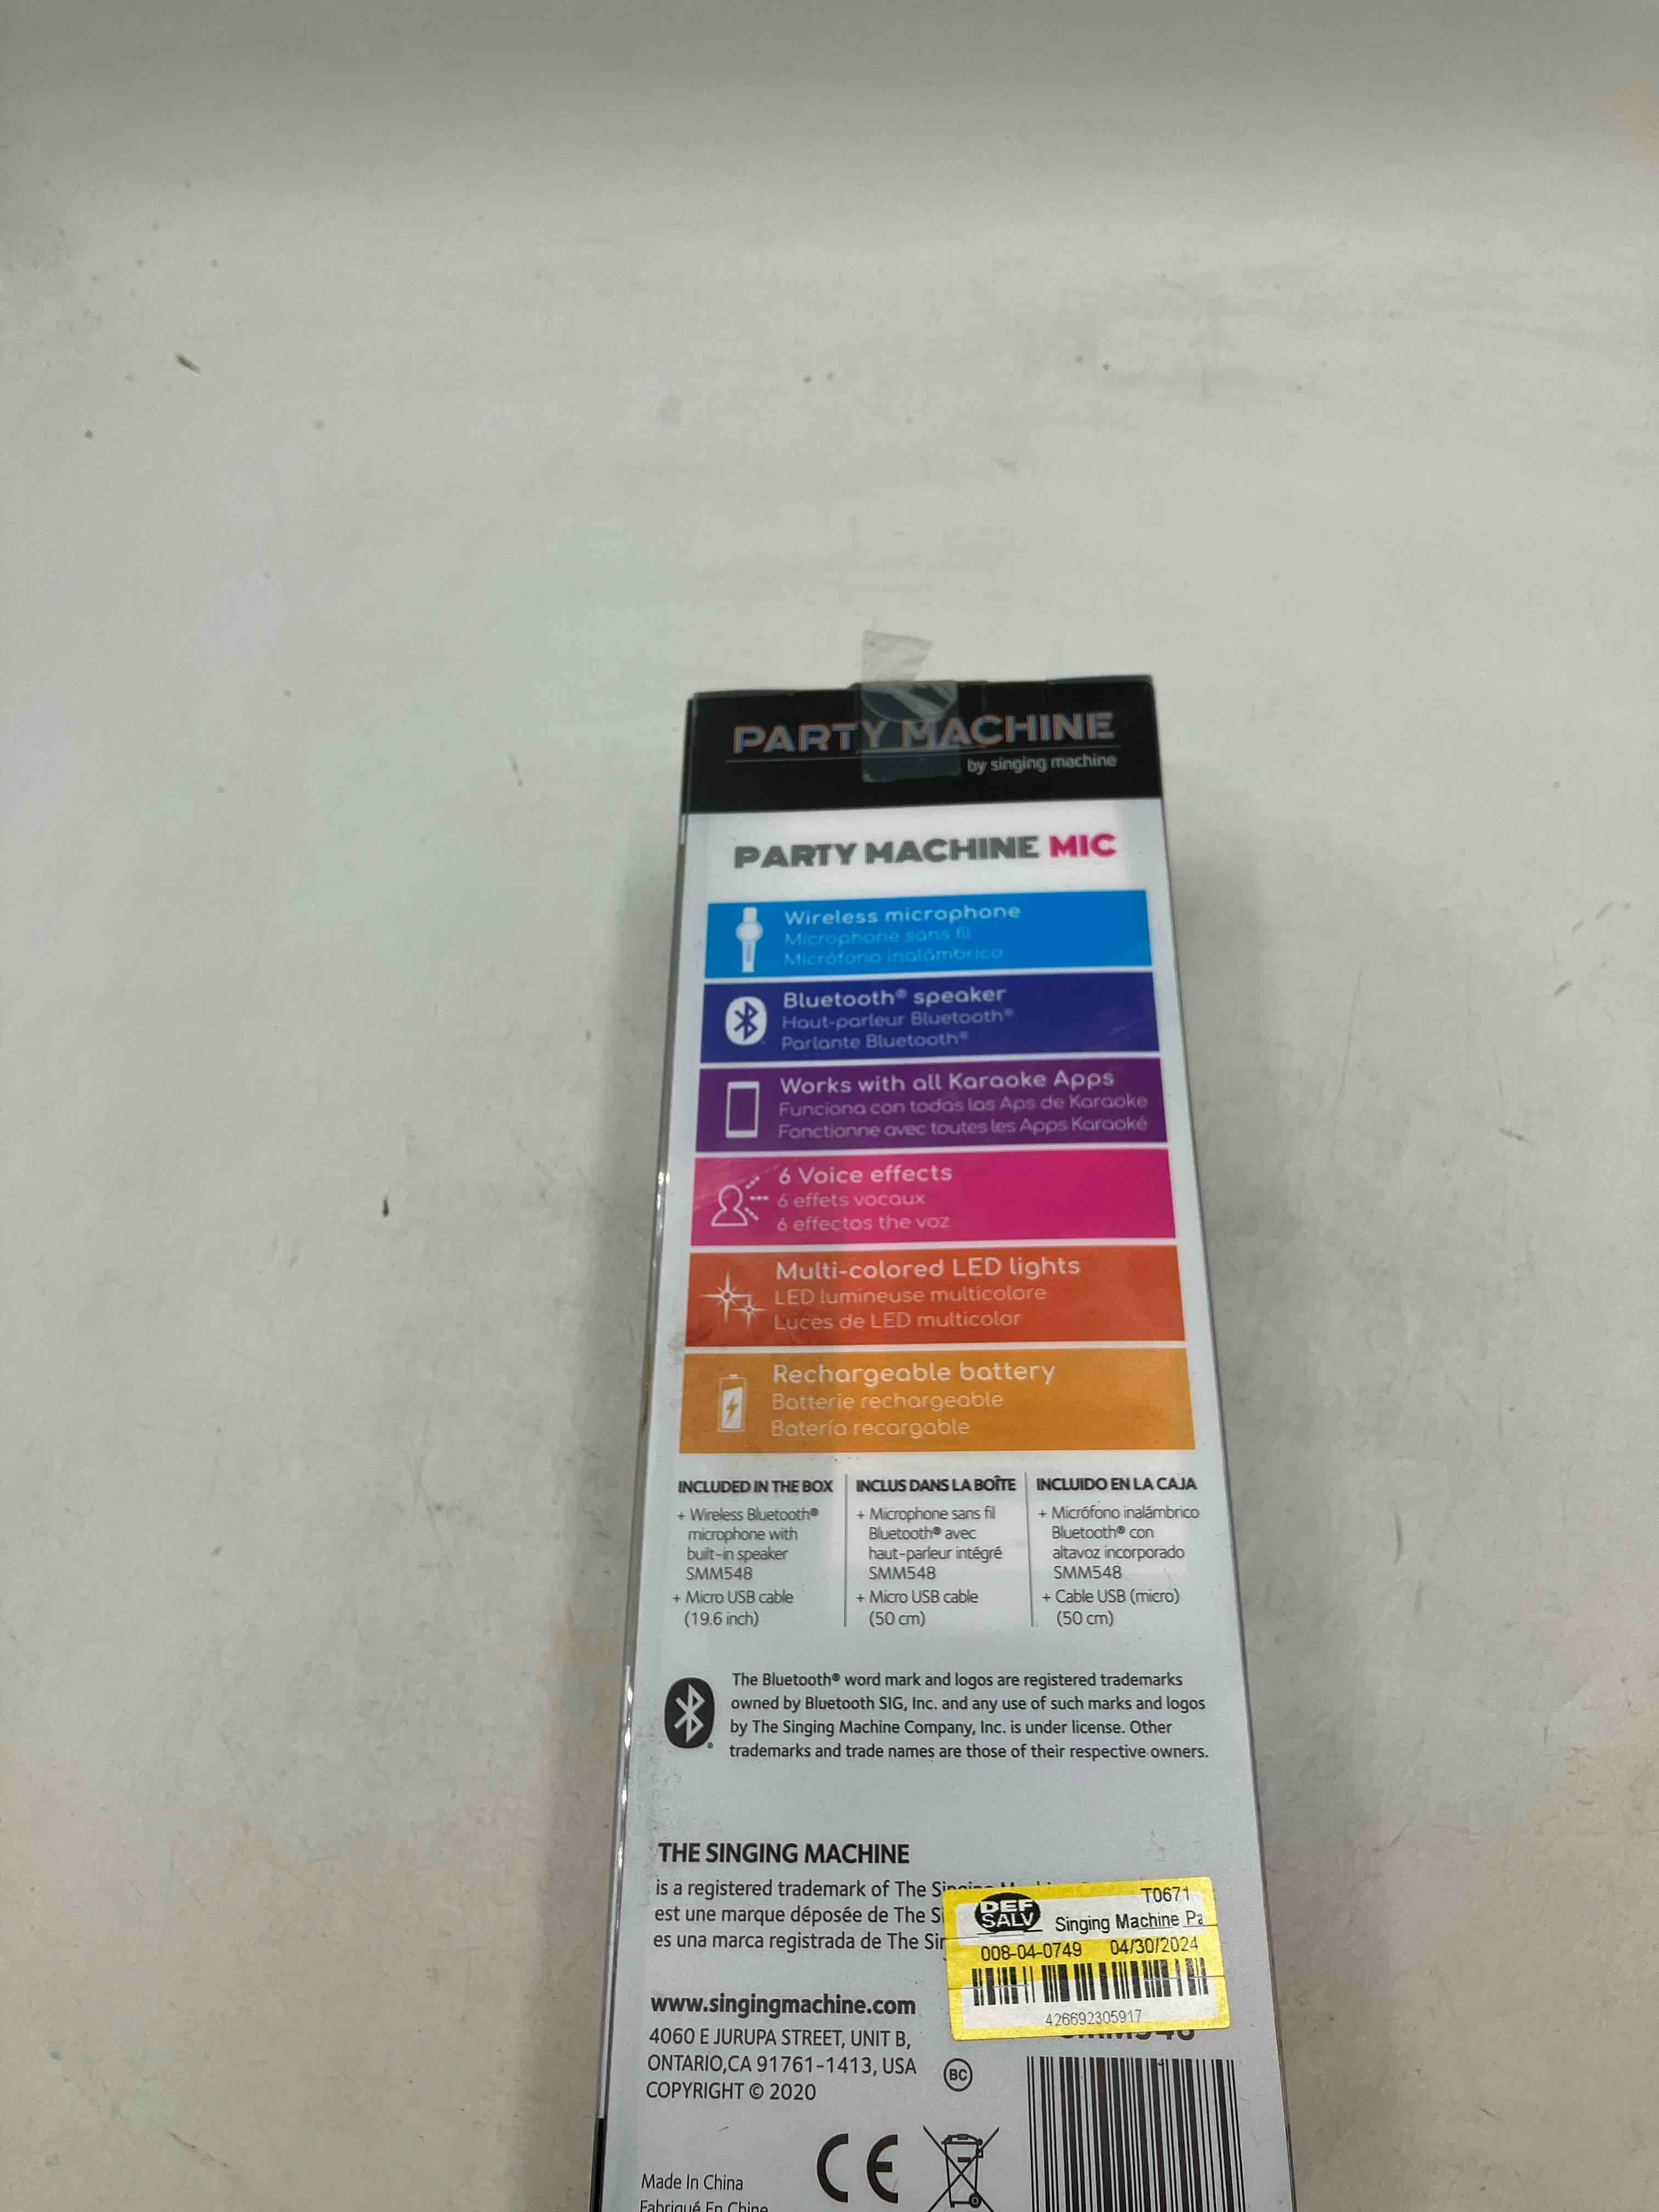 PARTY MACHINE
by singing machine
PARTY MACHINE MIC
Wireless microphone
Microphone sans fil
Micrófono inalámbrico
Bluetooth® speaker
Haut-parleur Bluetooth®
Parlante Bluetooth®
Works with all Karaoke Apps
Funciona con todas las Aps de Karaoke
Fonctionne avec toutes les Apps Karaoké
6 Voice effects
6 effets vocaux
6 effectos the voz
Multi-colored LED lights
LED lumineuse multicolore
Luces de LED multicolor
Rechargeable battery
Batterie rechargeable
Batería recargable
INCLUDED IN THE BOX
+ Wireless Bluetooth®
microphone with
built-in speaker
SMM548
+ Micro USB cable
(19.6 inch)
INCLUS DANS LA BOÎTE
+ Microphone sans fil
Bluetooth® avec
haut-parleur intégré
SMM548
+ Micro USB cable
(50 cm)
INCLUIDO EN LA CAJA
+ Micrófono inalámbrico
Bluetooth® con
altavoz incorporado
SMM548
+ Cable USB (micro)
(50 cm)
The Bluetooth® word mark and logos are registered trademarks
owned by Bluetooth SIG, Inc. and any use of such marks and logos
by The Singing Machine Company, Inc. is under license. Other
trademarks and trade names are those of their respective owners.
THE SINGING MACHINE
is a registered trademark of The
est une marque déposée de The
es una marca registrada de The
DEF
SALV
T0671
Singing Machine Pa
008-04-0749 04/30/2024
426692305917
www.singingmachine.com
4060 E JURUPA STREET, UNIT B,
ONTARIO,CA 91761-1413, USA
COPYRIGHT © 2020
BC
CE
Made In China
Fabriqué En Chine